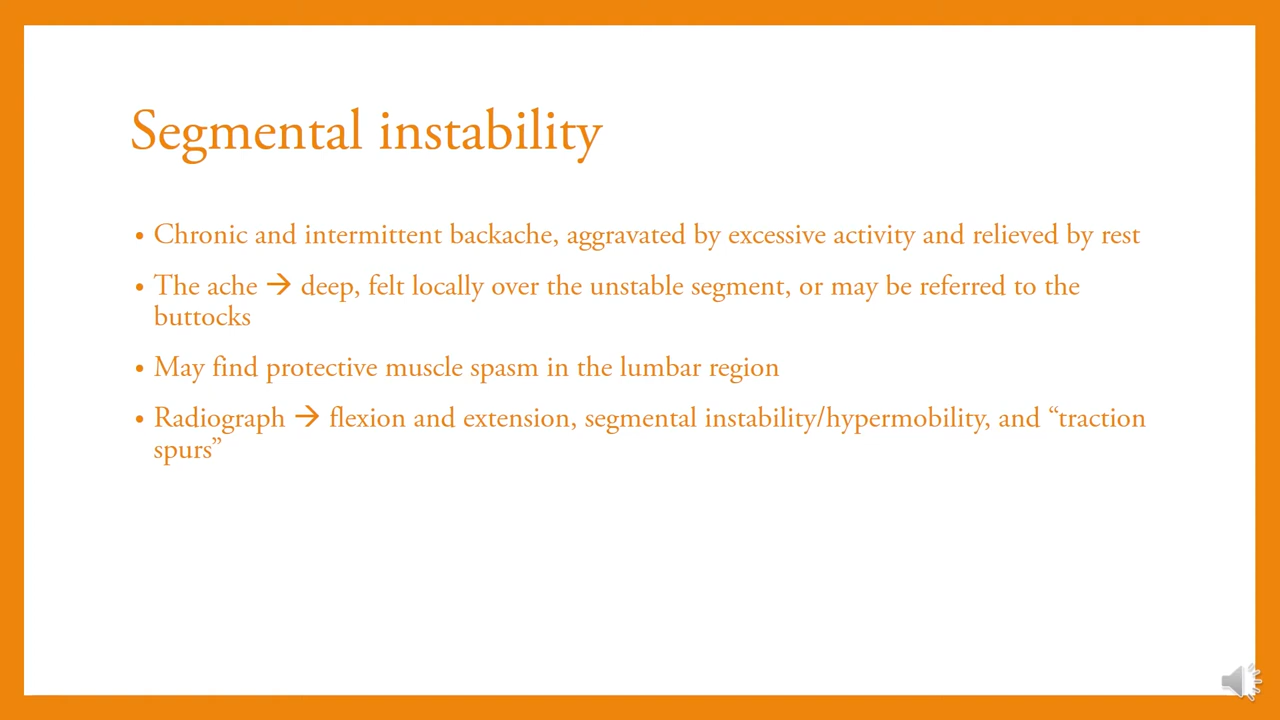 Segmental instability
• Chronic and intermittent backache, aggravated by excessive activity and relieved by rest
• The ache → deep, felt locally over the unstable segment, or may be referred to the
buttocks
• May find protective muscle spasm in the lumbar region
• Radiograph → flexion and extension, segmental instability/hypermobility, and “traction
spurs”